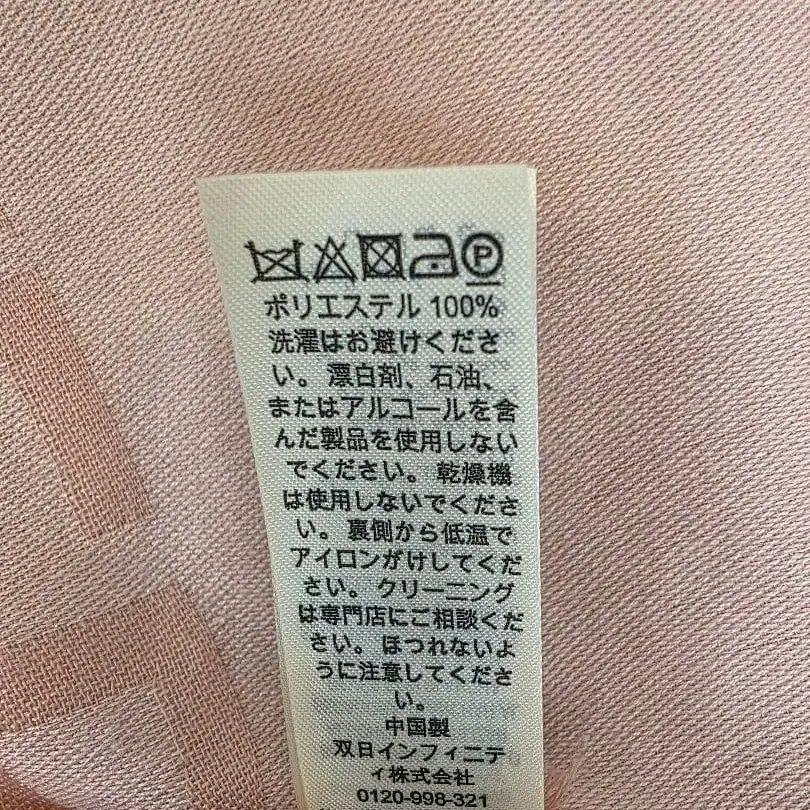 P
ポリエステル 100%
洗濯はお避けくださ
い。漂白剤、石油、
またはアルコールを含
んだ製品を使用しない
でください。乾燥機
は使用しないでくださ
い。裏側から低温で
アイロンがけしてくだ
さい。クリーニング
は専門店にご相談くだ
さい。ほつれないよ
うに注意してくださ
い。
中国製
双日インフィニテ
ィ株式会社
0120-998-321